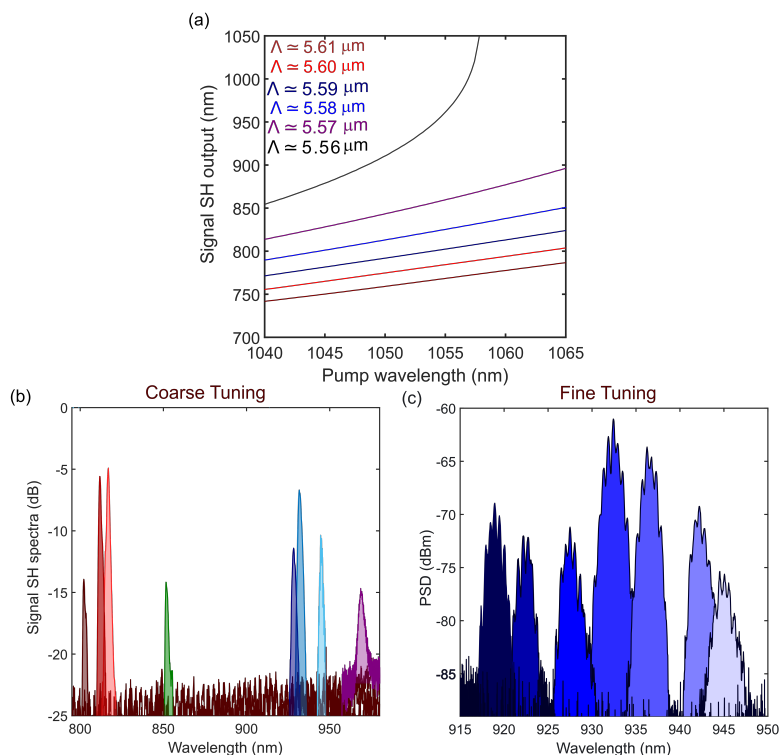 (a)
1050
1000
950
900
850
800
750
700
Signal SH output (nm)
Λ ≃ 5.61 μm
Λ ≃ 5.60 μm
Λ ≃ 5.59 μm
Λ ≃ 5.58 μm
Λ ≃ 5.57 μm
Λ ≃ 5.56 μm
1040 1045 1050 1055 1060 1065
Pump wavelength (nm)
(b)
Coarse Tuning
0
-5
-10
-15
-20
-25
Signal SH spectra (dB)
800 850 900 950
Wavelength (nm)
(c)
Fine Tuning
-60
-65
-70
-75
-80
-85
PSD (dBm)
915 920 925 930 935 940 945 950
Wavelength (nm)